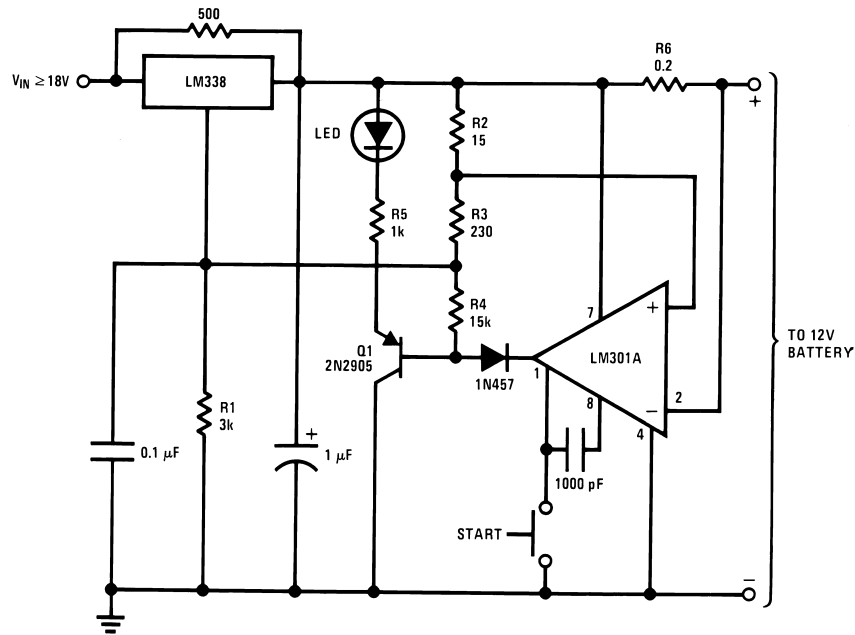 500
V_IN ≥ 18V
LM338
R6
0.2
+
LED
R2
15
R5
1k
R3
230
R4
15k
Q1
2N2905
1N457
7
+
LM301A
1
8
2
−
4
TO 12V
BATTERY
R1
3k
0.1 μF
+
1 μF
1000 pF
START
−